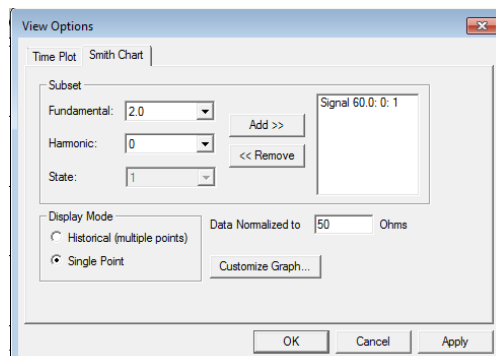 View Options
Time Plot
Smith Chart
Subset
Fundamental: 2.0
Harmonic: 0
State: 1
Add >>
<< Remove
Signal 60.0: 0: 1
Display Mode
Historical (multiple points)
Single Point
Data Normalized to 50 Ohms
Customize Graph...
OK
Cancel
Apply